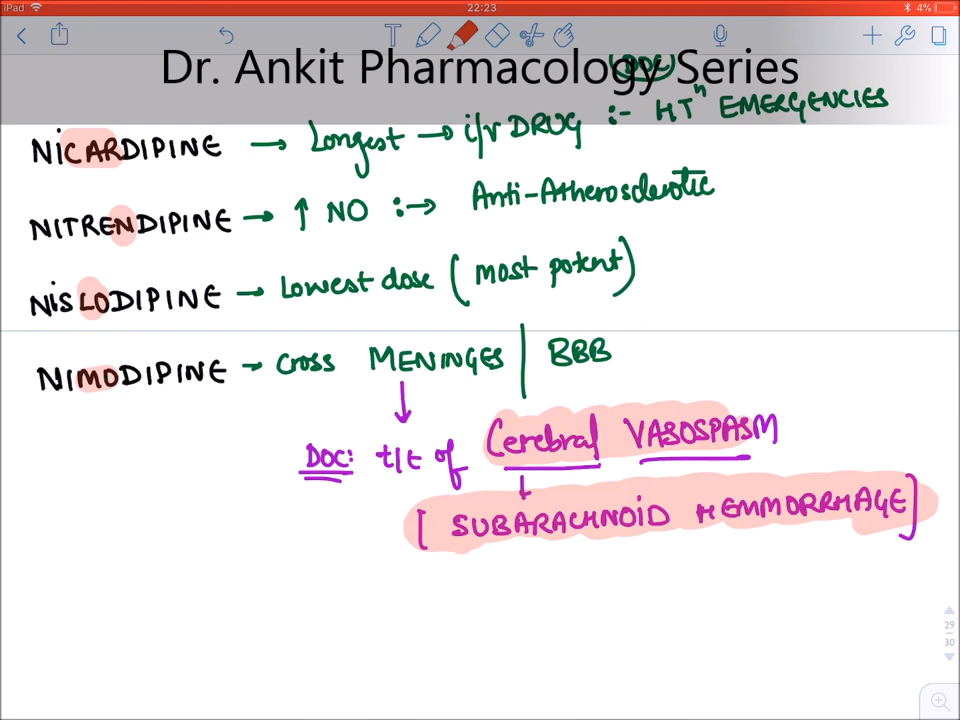 iPad 22:23 4%
T
Dr. Ankit Pharmacology Series
DOC
NICARDIPINE → Longest → i/v DRUG :- HTⁿ EMERGENCIES
NITRENDIPINE → ↑ NO :→ Anti-Atherosclerotic
NISLODIPINE → Lowest dose (most potent)
NIMODIPINE → Cross MENINGES | BBB
↓
DOC: t/t of Cerebral VASOSPASM
↓
[SUBARACHNOID HEMMORRHAGE]
29
30